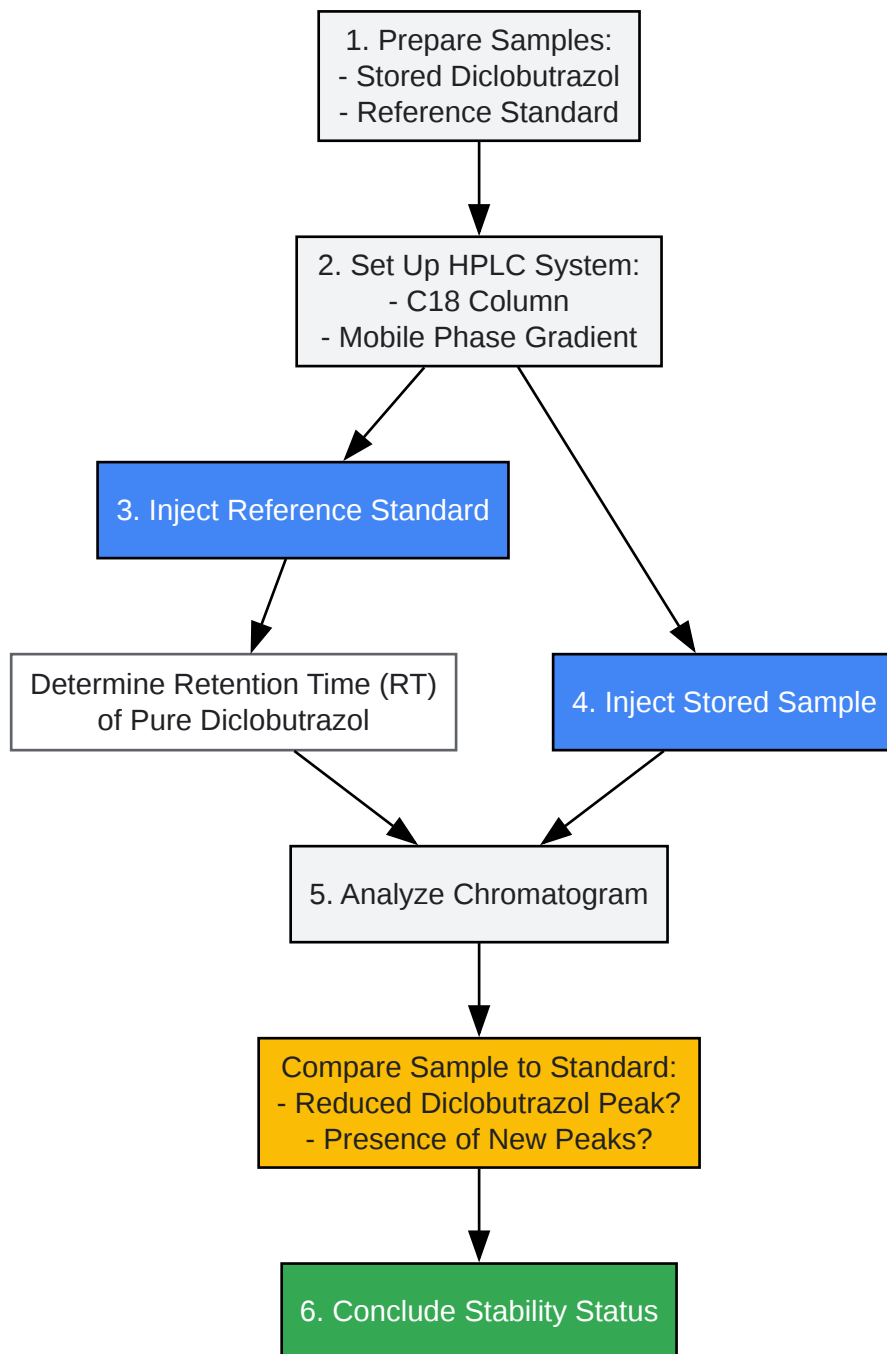 1. Prepare Samples:
- Stored Diclobutrazol
- Reference Standard
2. Set Up HPLC System:
- C18 Column
- Mobile Phase Gradient
3. Inject Reference Standard
Determine Retention Time (RT)
of Pure Diclobutrazol
4. Inject Stored Sample
5. Analyze Chromatogram
Compare Sample to Standard:
- Reduced Diclobutrazol Peak?
- Presence of New Peaks?
6. Conclude Stability Status